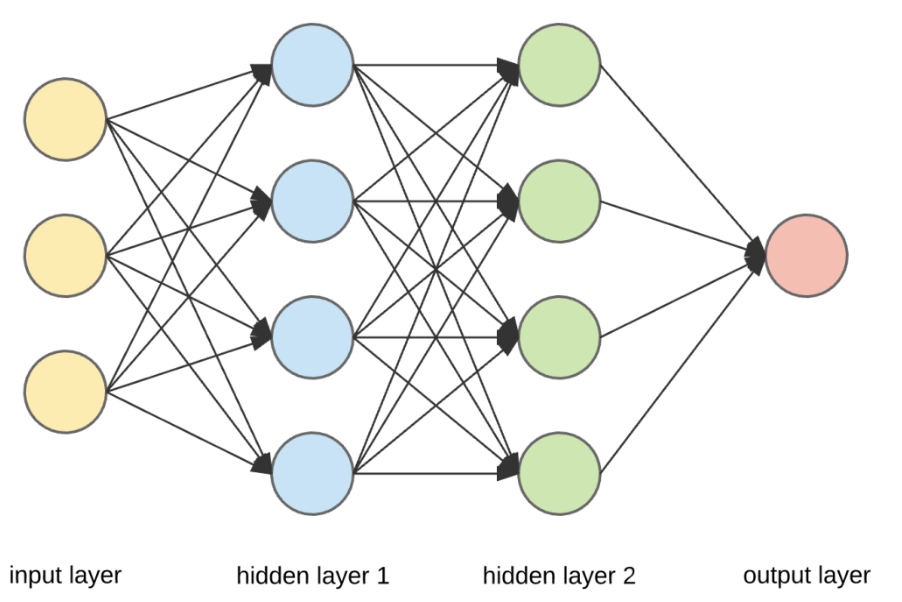 input layer
hidden layer 1
hidden layer 2
output layer